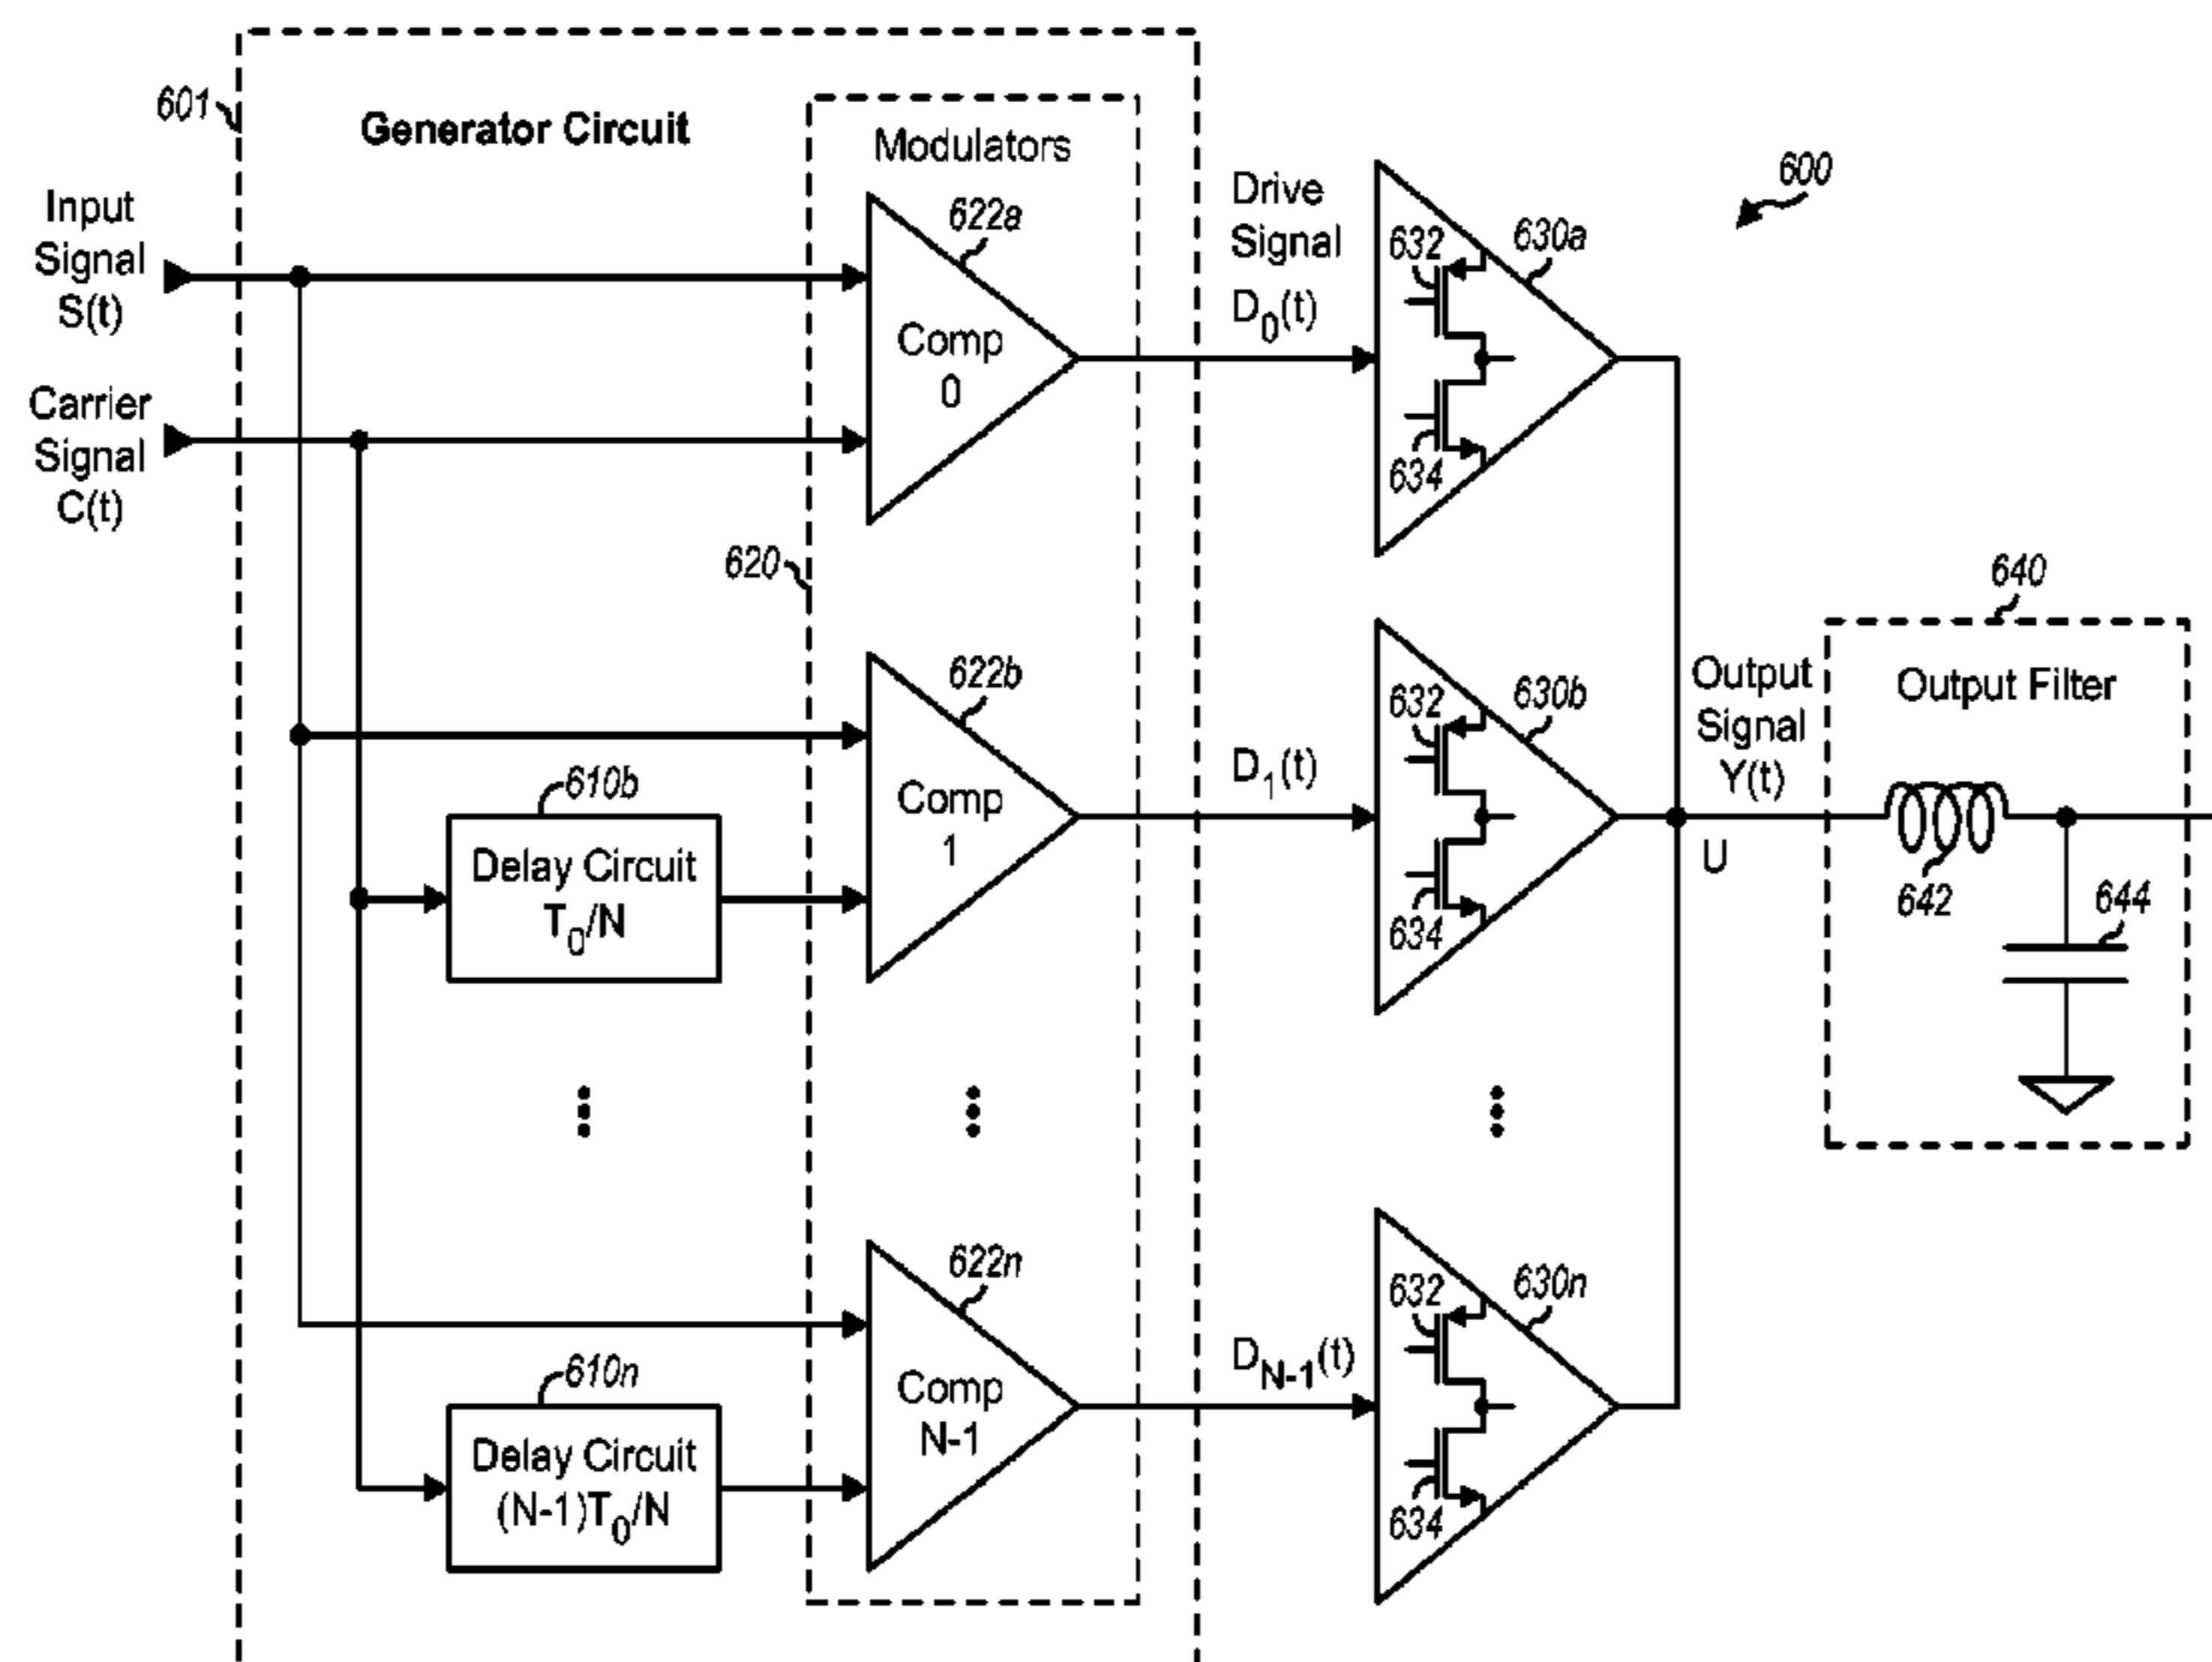 601
Generator Circuit
Modulators
600
Input
Signal
S(t)
Carrier
Signal
C(t)
622a
Comp
0
Drive
Signal
D0(t)
632
630a
634
620
640
622b
Comp
1
610b
Delay Circuit
T0/N
D1(t)
632
630b
634
Output
Signal
Y(t)
U
Output Filter
642
644
622n
Comp
N-1
610n
Delay Circuit
(N-1)T0/N
DN-1(t)
632
630n
634